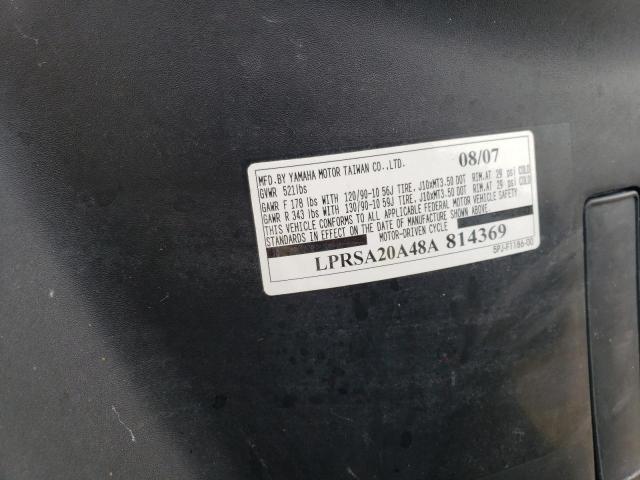 MFD.BY YAMAHA MOTOR TAIWAN CO.,LTD. 08/07
GVWR 521lbs
GAWR F 178 lbs WITH 120/90-10 56J TIRE, J10xMT3.50 DOT RIM.AT 29 psi COLD
GAWR R 343 lbs WITH 130/90-10 59J TIRE, J10xMT3.50 DOT RIM.AT 29 psi COLD
THIS VEHICLE CONFORMS TO ALL APPLICABLE FEDERAL MOTOR VEHICLE SAFETY
STANDARDS IN EFFECT ON THE DATE OF MANUFACTURE SHOWN ABOVE.
MOTOR-DRIVEN CYCLE
LPRSA20A48A 814369
5PJ-F1186-00